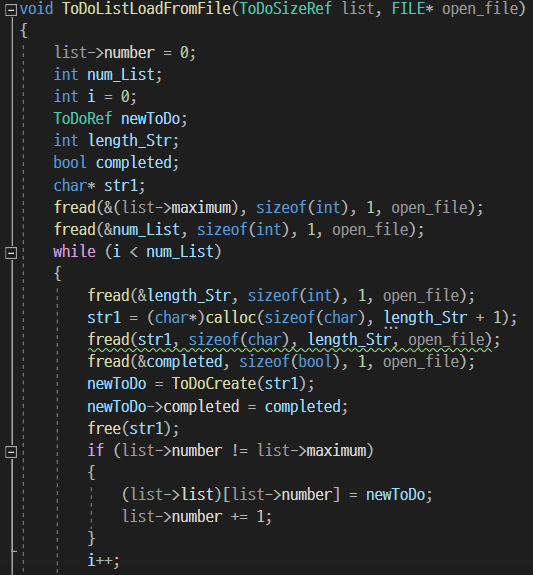 void ToDoListLoadFromFile(ToDoSizeRef list, FILE* open_file)
{
    list->number = 0;
    int num_List;
    int i = 0;
    ToDoRef newToDo;
    int length_Str;
    bool completed;
    char* str1;
    fread(&(list->maximum), sizeof(int), 1, open_file);
    fread(&num_List, sizeof(int), 1, open_file);
    while (i < num_List)
    {
        fread(&length_Str, sizeof(int), 1, open_file);
        str1 = (char*)calloc(sizeof(char), length_Str + 1);
        fread(str1, sizeof(char), length_Str, open_file);
        fread(&completed, sizeof(bool), 1, open_file);
        newToDo = ToDoCreate(str1);
        newToDo->completed = completed;
        free(str1);
        if (list->number != list->maximum)
        {
            (list->list)[list->number] = newToDo;
            list->number += 1;
        }
        i++;